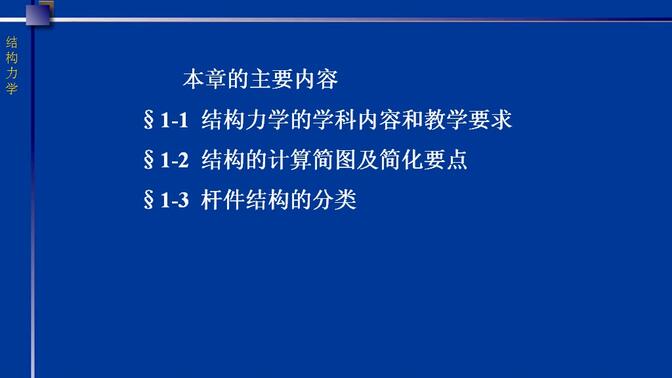 结构力学
本章的主要内容
§1-1 结构力学的学科内容和教学要求
§1-2 结构的计算简图及简化要点
§1-3 杆件结构的分类